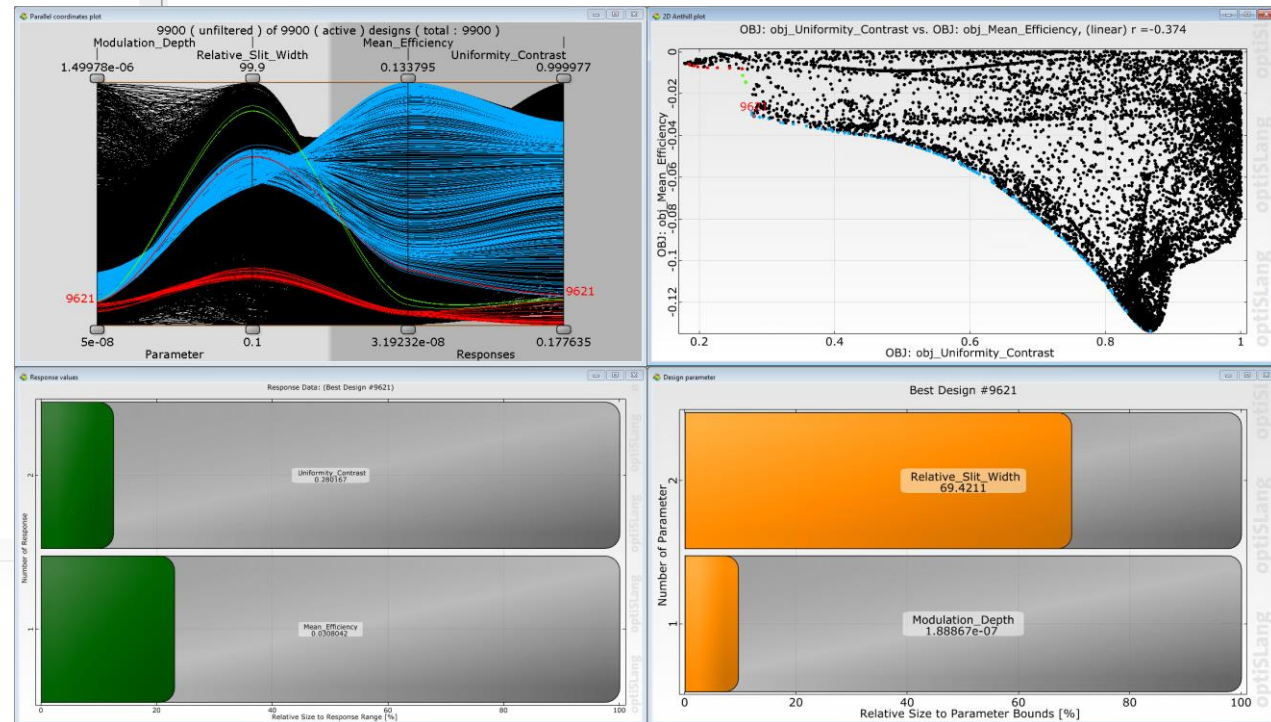 Parallel coordinates plot
9900 ( unfiltered ) of 9900 ( active ) designs ( total : 9900 )
Modulation_Depth
Mean_Efficiency
Relative_Slit_Width
Uniformity_Contrast
1.49978e-06
99.9
0.133795
0.999977
9621
9621
5e-08
0.1
3.19232e-08
0.177635
Parameter
Responses
2D Anthill plot
OBJ: obj_Uniformity_Contrast vs. OBJ: obj_Mean_Efficiency, (linear) r =-0.374
OBJ: obj_Mean_Efficiency
0
-0.02
-0.04
-0.06
-0.08
-0.1
-0.12
0.2
0.4
0.6
0.8
1
OBJ: obj_Uniformity_Contrast
optiSLang
optiSLang
optiSLang
Response values
Response Data: (Best Design #9621)
Number of Response
2
1
Uniformity_Contrast
0.280167
Mean_Efficiency
0.0308042
0
20
40
60
80
100
Relative Size to Response Range [%]
optiSLang
optiSLang
optiSLang
Design parameter
Best Design #9621
Number of Parameter
2
1
Relative_Slit_Width
69.4211
Modulation_Depth
1.88867e-07
0
20
40
60
80
100
Relative Size to Parameter Bounds [%]
optiSLang
optiSLang